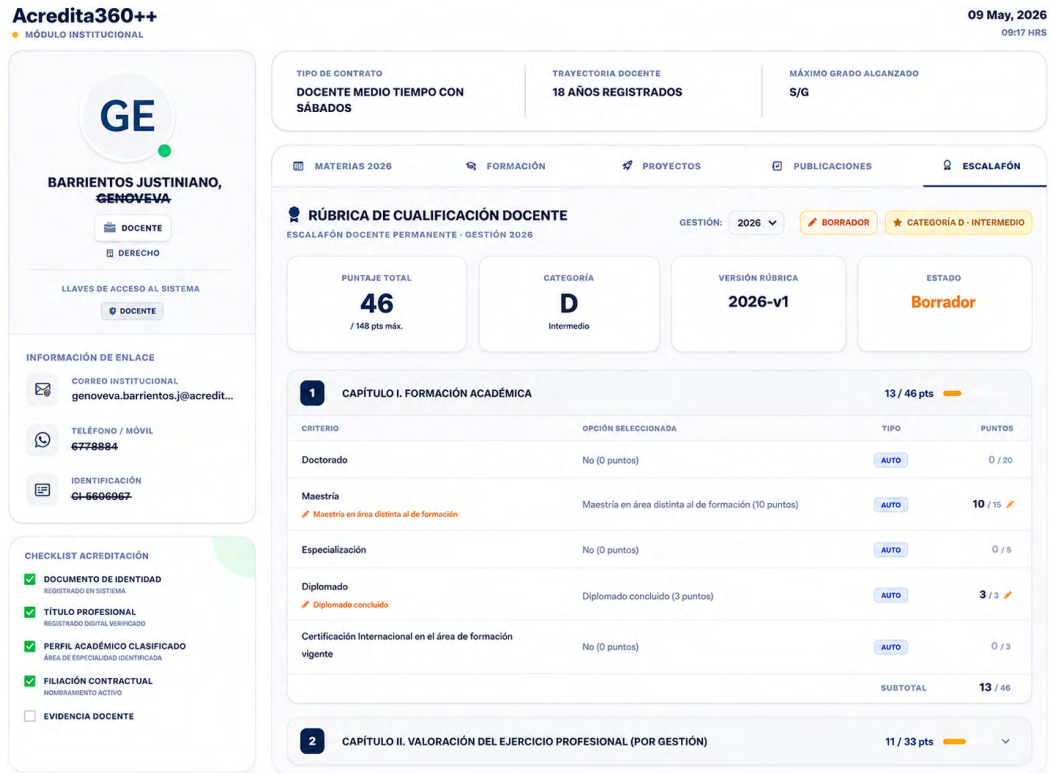 Acredita360++
MÓDULO INSTITUCIONAL
09 May, 2026
09:17 HRS
GE
BARRIENTOS JUSTINIANO,
GENOVEVA
DOCENTE
DERECHO
LLAVES DE ACCESO AL SISTEMA
DOCENTE
INFORMACIÓN DE ENLACE
CORREO INSTITUCIONAL
genoveva.barrientos.j@acredit...
TELÉFONO / MÓVIL
6778884
IDENTIFICACIÓN
CI-5606967
CHECKLIST ACREDITACIÓN
DOCUMENTO DE IDENTIDAD
REGISTRADO EN SISTIEMA
TÍTULO PROFESIONAL
REGISTRADO DIGITAL VERIFICADO
PERFIL ACADÉMICO CLASIFICADO
ÁREA DE ESPECIALIDAD IDENTIFICADA
FILIACIÓN CONTRACTUAL
NOMBRAMIENTO ACTIVO
EVIDENCIA DOCENTE
TIPO DE CONTRATO
DOCENTE MEDIO TIEMPO CON
SÁBADOS
TRAYECTORIA DOCENTE
18 AÑOS REGISTRADOS
MÁXIMO GRADO ALCANZADO
S/G
MATERIAS 2026
FORMACIÓN
PROYECTOS
PUBLICACIONES
ESCALAFÓN
RÚBRICA DE CUALIFICACIÓN DOCENTE
ESCALAFÓN DOCENTE PERMANENTE · GESTIÓN 2026
GESTIÓN:
2026
BORRADOR
CATEGORÍA D · INTERMEDIO
PUNTAJE TOTAL
46
/ 148 pts máx.
CATEGORÍA
D
Intermedio
VERSIÓN RÚBRICA
2026-v1
ESTADO
Borrador
1 CAPÍTULO I. FORMACIÓN ACADÉMICA 13 / 46 pts
CRITERIO OPCIÓN SELECCIONADA TIPO PUNTOS
Doctorado No (0 puntos) AUTO 0 / 20
Maestría
Maestría en área distinta al de formación
Maestría en área distinta al de formación (10 puntos) AUTO 10 / 15
Especialización No (0 puntos) AUTO 0 / 5
Diplomado
Diplomado concluido
Diplomado concluido (3 puntos) AUTO 3 / 3
Certificación Internacional en el área de formación
vigente
No (0 puntos) AUTO 0 / 3
SUBTOTAL 13 / 46
2 CAPÍTULO II. VALORACIÓN DEL EJERCICIO PROFESIONAL (POR GESTIÓN) 11 / 33 pts